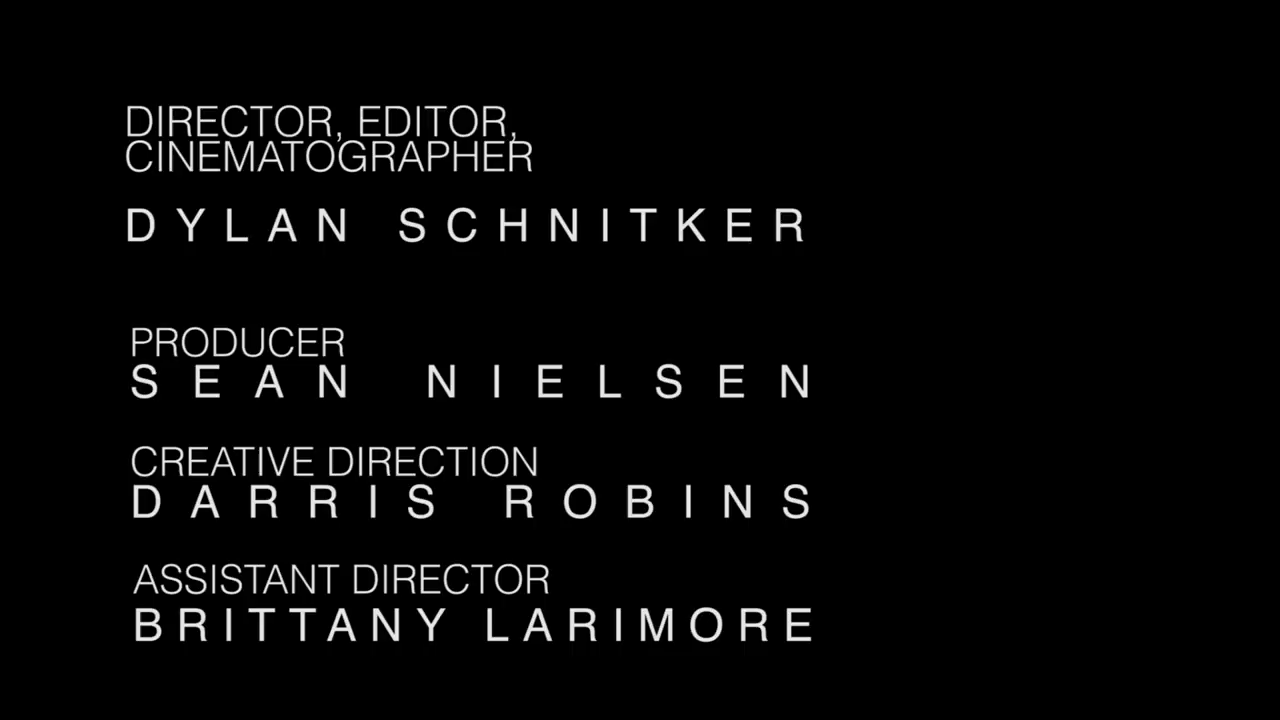 DIRECTOR, EDITOR,
CINEMATOGRAPHER
DYLAN SCHNITKER
PRODUCER
SEAN NIELSEN
CREATIVE DIRECTION
DARRIS ROBINS
ASSISTANT DIRECTOR
BRITTANY LARIMORE